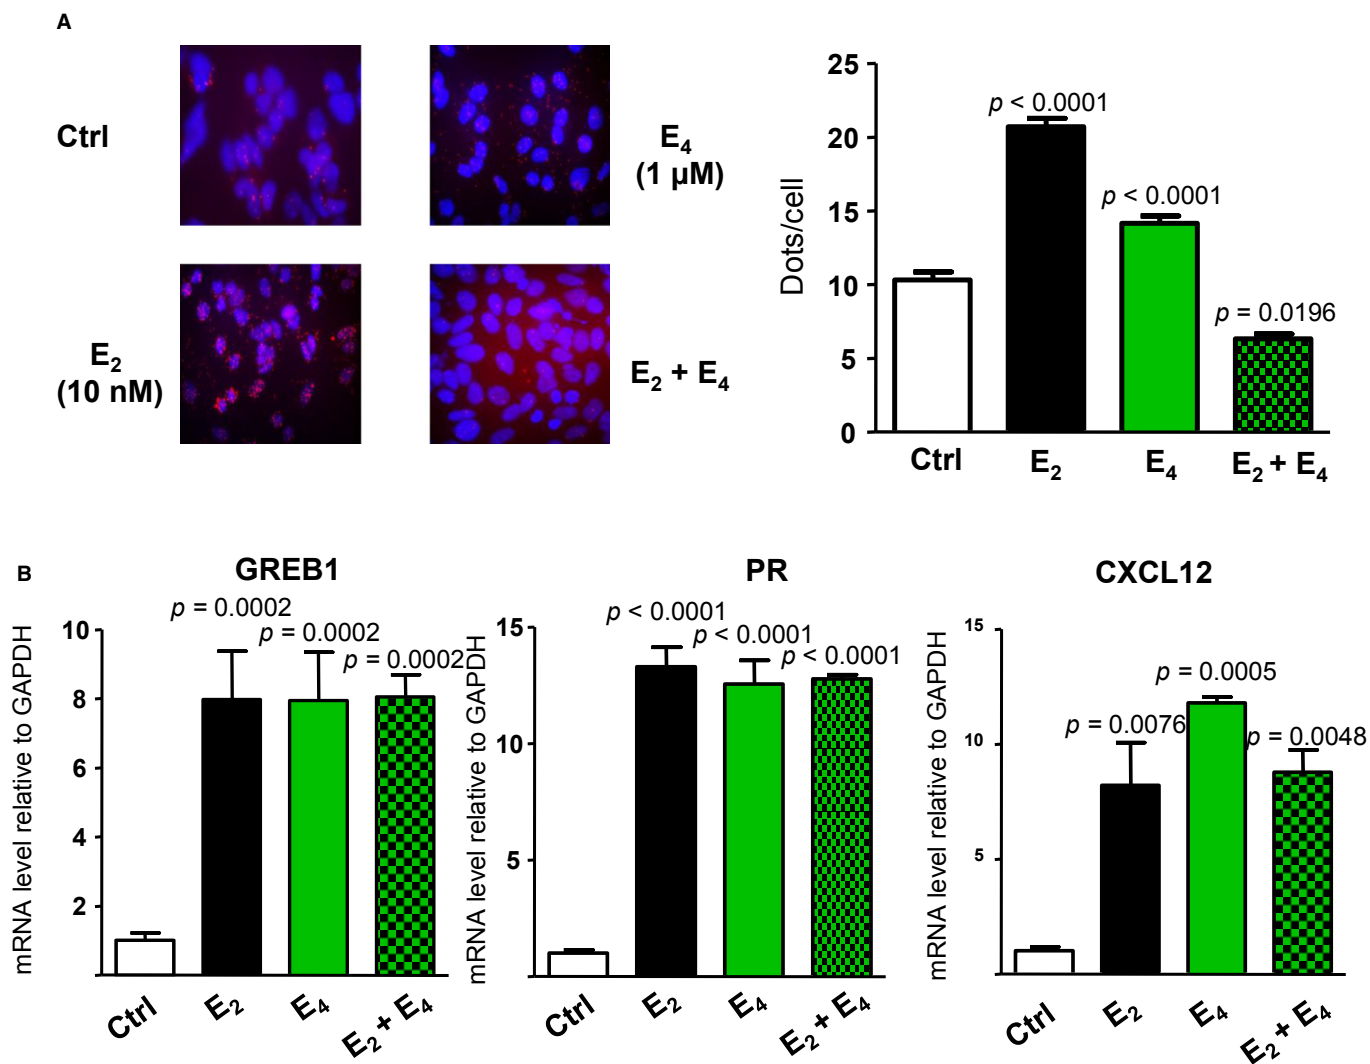 A
Ctrl
E4
(1 µM)
E2
(10 nM)
E2 + E4
Dots/cell
25
20
15
10
5
0
p < 0.0001
p < 0.0001
p = 0.0196
Ctrl
E2
E4
E2 + E4
B
GREB1
mRNA level relative to GAPDH
10
8
6
4
2
p = 0.0002
p = 0.0002
p = 0.0002
Ctrl
E2
E4
E2 + E4
PR
mRNA level relative to GAPDH
15
10
5
p < 0.0001
p < 0.0001
p < 0.0001
Ctrl
E2
E4
E2 + E4
CXCL12
mRNA level relative to GAPDH
15
10
5
p = 0.0076
p = 0.0005
p = 0.0048
Ctrl
E2
E4
E2 + E4